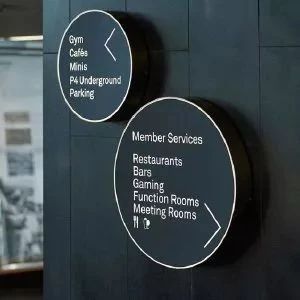 Gym
Cafés
Minis
P4 Underground
Parking
Member Services
Restaurants
Bars
Gaming
Function Rooms
Meeting Rooms